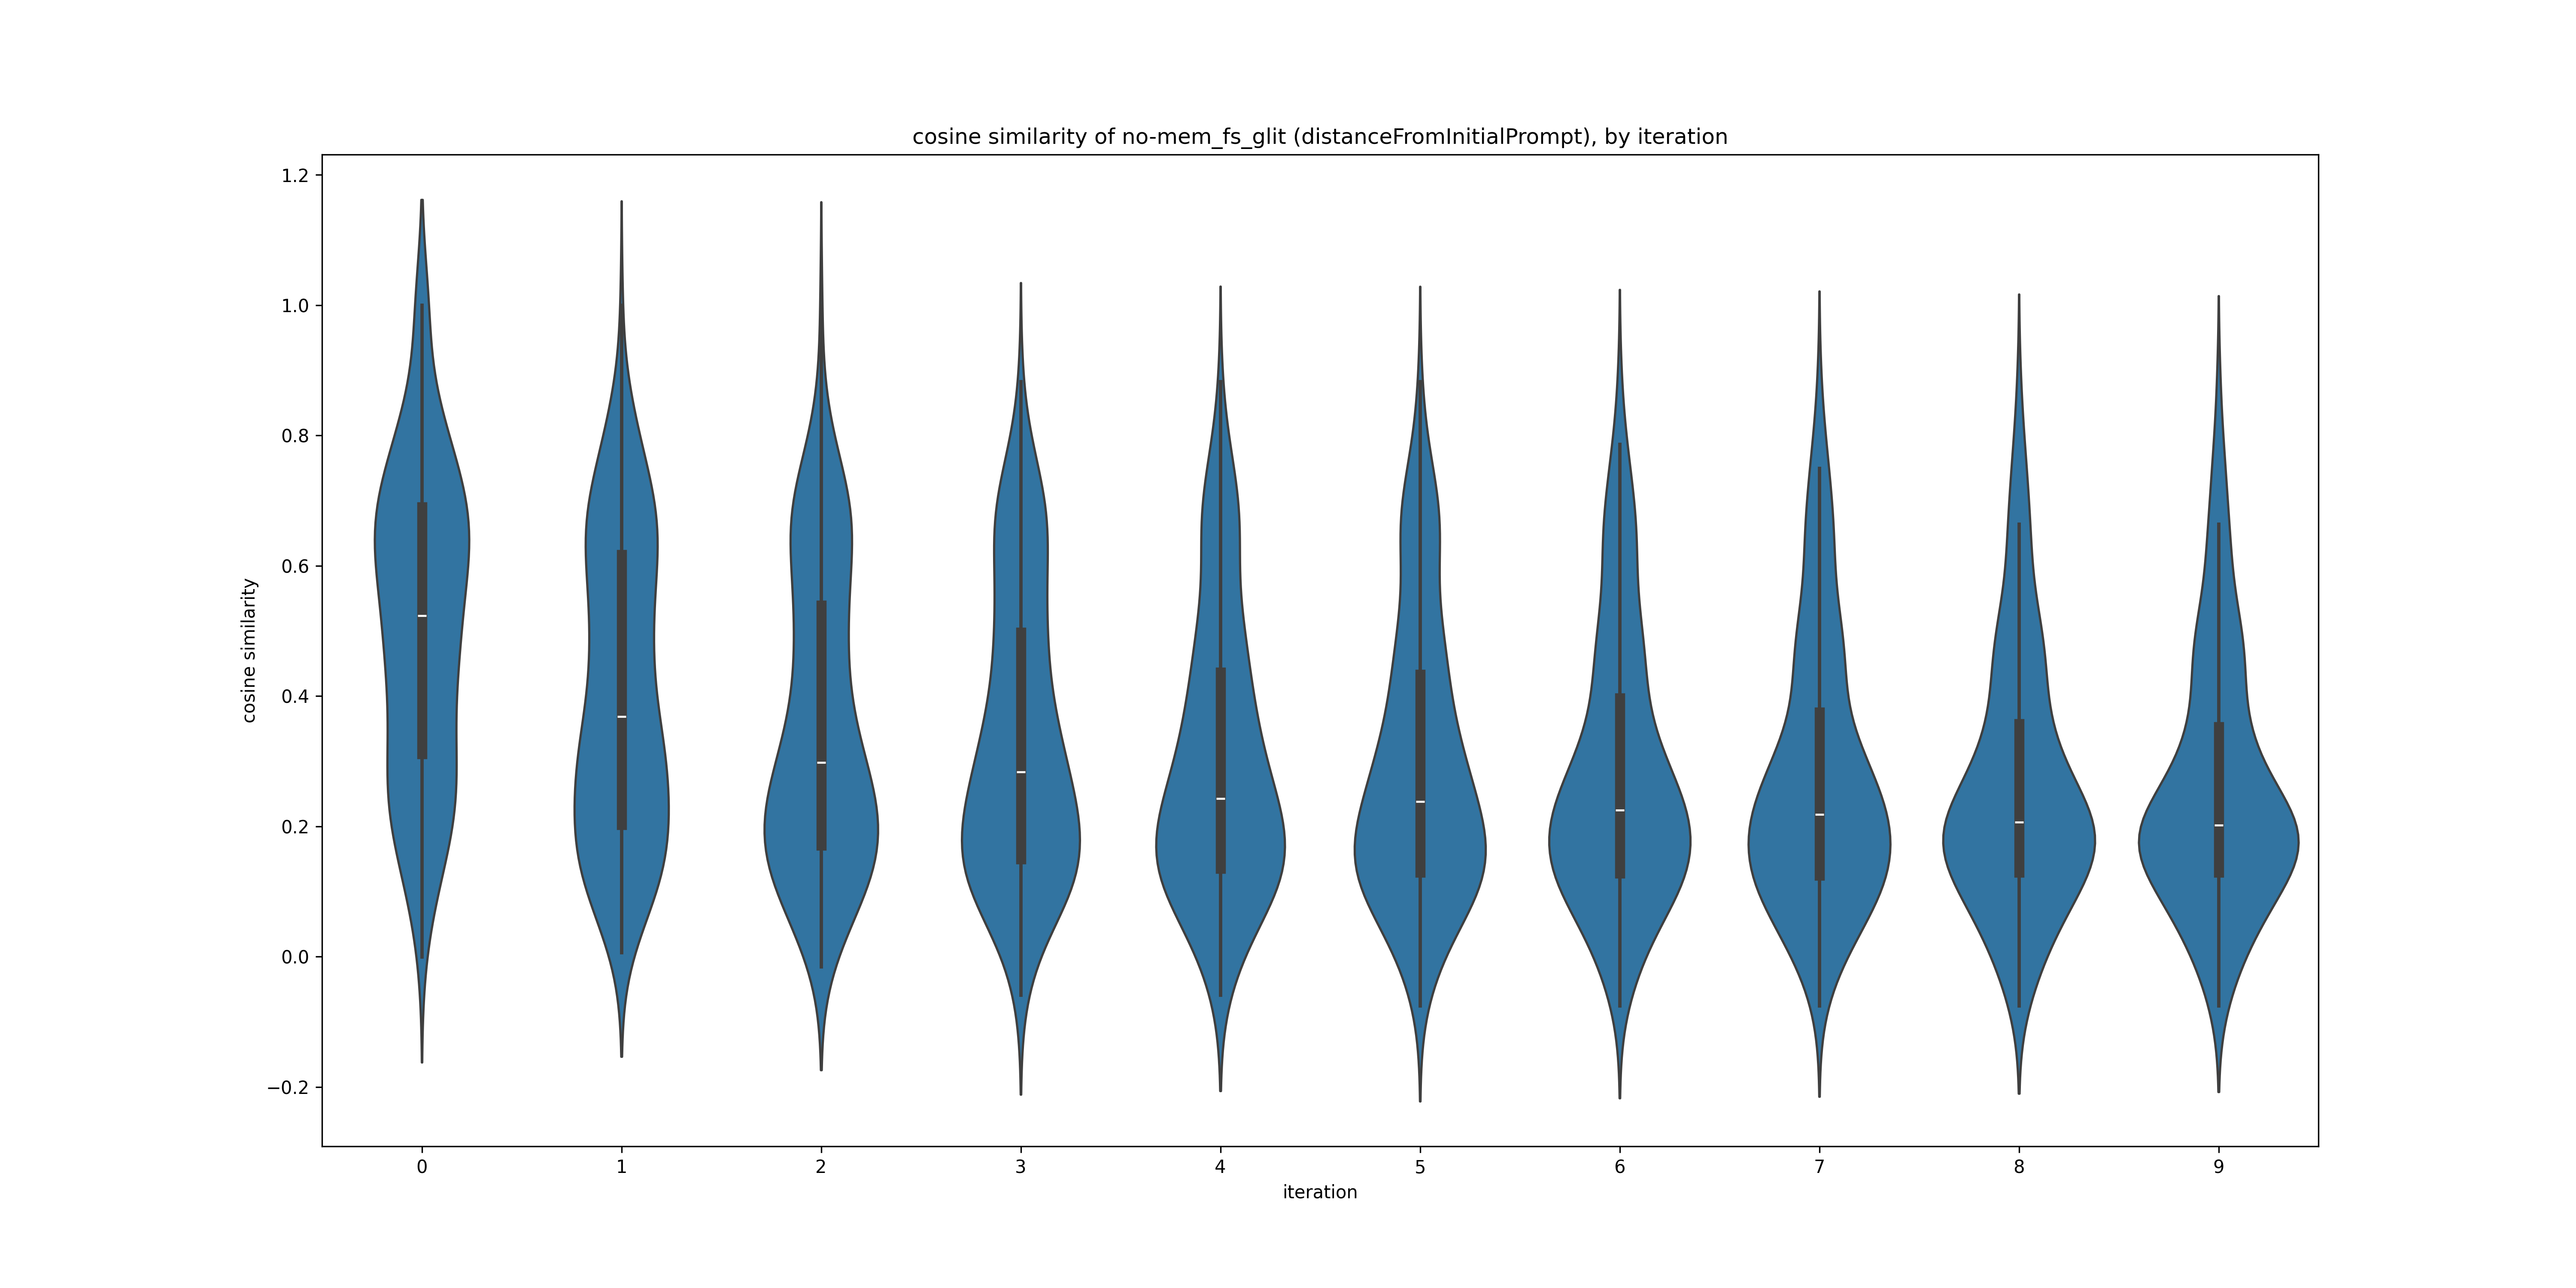 cosine similarity of no-mem_fs_glit (distanceFromInitialPrompt), by iteration
cosine similarity
1.2
1.0
0.8
0.6
0.4
0.2
0.0
−0.2
0 1 2 3 4 5 6 7 8 9
iteration